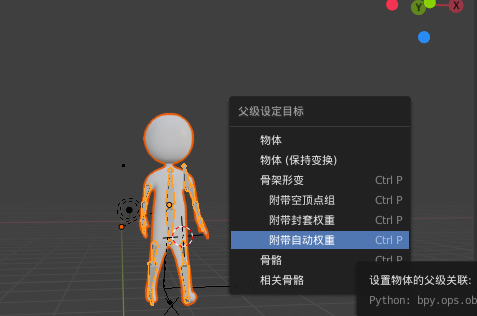 Y
X
父级设定目标
物体
物体 (保持变换)
骨架形变 Ctrl P
附带空顶点组 Ctrl P
附带封套权重 Ctrl P
附带自动权重 Ctrl P
骨骼 Ctrl P
相关骨骼
设置物体的父级关联:
Python: bpy.ops.ob